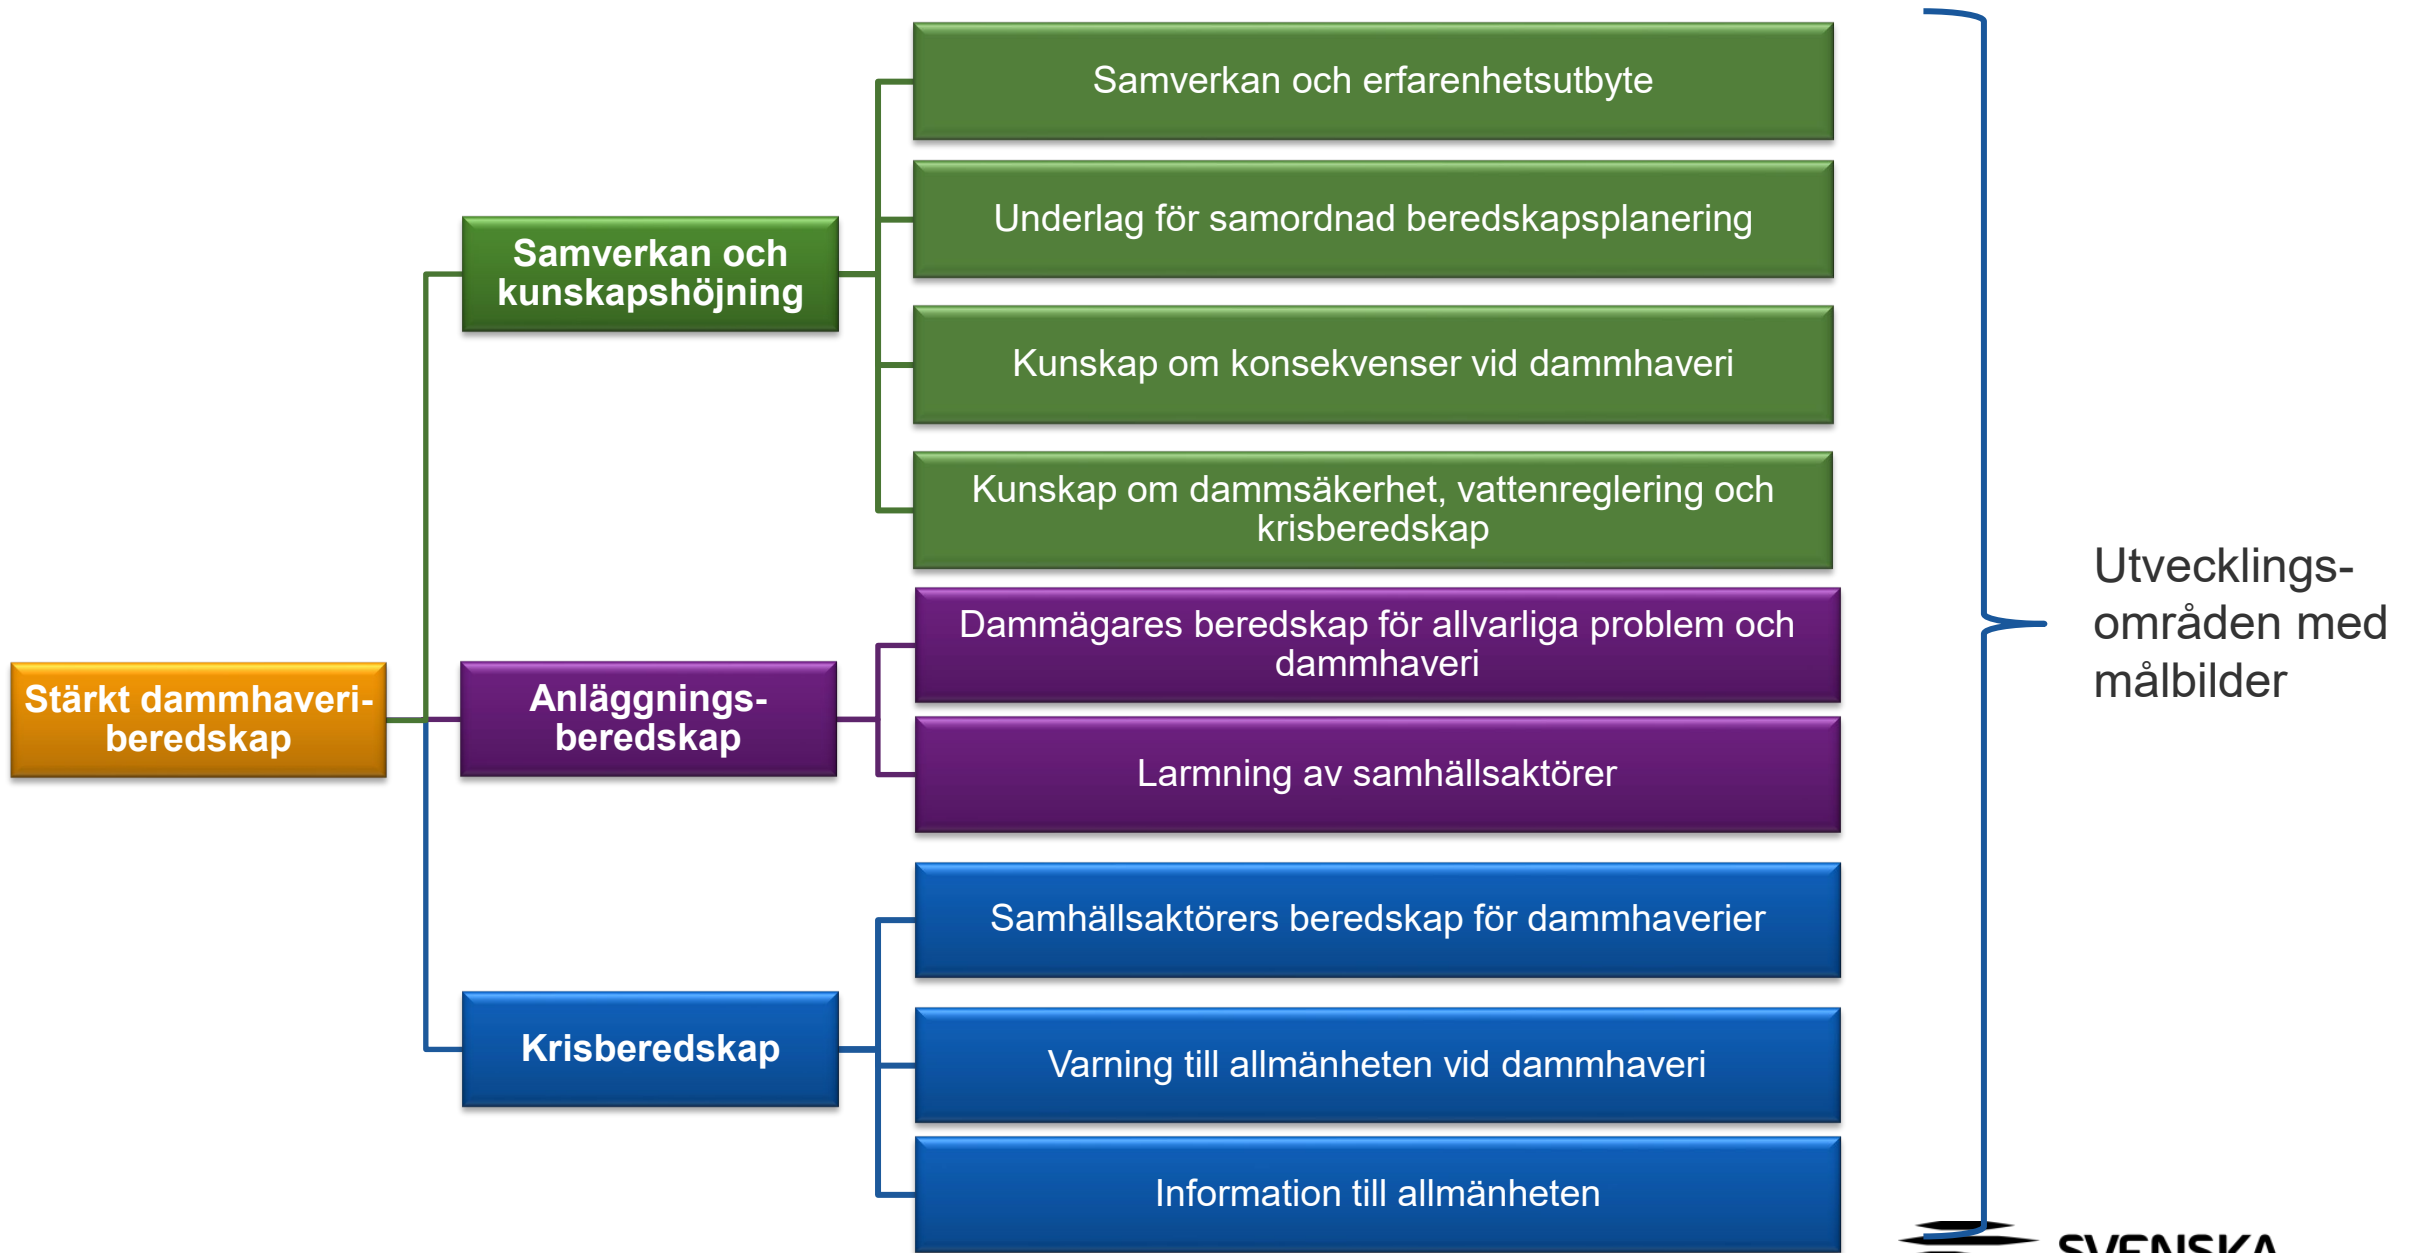 Stärkt dammhaveri-
beredskap
Samverkan och
kunskapshöjning
Samverkan och erfarenhetsutbyte
Underlag för samordnad beredskapsplanering
Kunskap om konsekvenser vid dammhaveri
Kunskap om dammsäkerhet, vattenreglering och
krisberedskap
Anläggnings-
beredskap
Dammägares beredskap för allvarliga problem och
dammhaveri
Larmning av samhällsaktörer
Krisberedskap
Samhällsaktörers beredskap för dammhaverier
Varning till allmänheten vid dammhaveri
Information till allmänheten
Utvecklings-
områden med
målbilder
SVENSKA